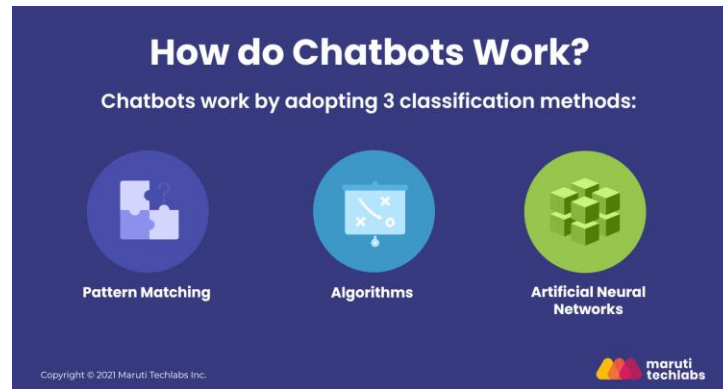 How do Chatbots Work?
Chatbots work by adopting 3 classification methods:
Pattern Matching
Algorithms
Artificial Neural
Networks
Copyright © 2021 Maruti Techlabs Inc.
maruti
techlabs